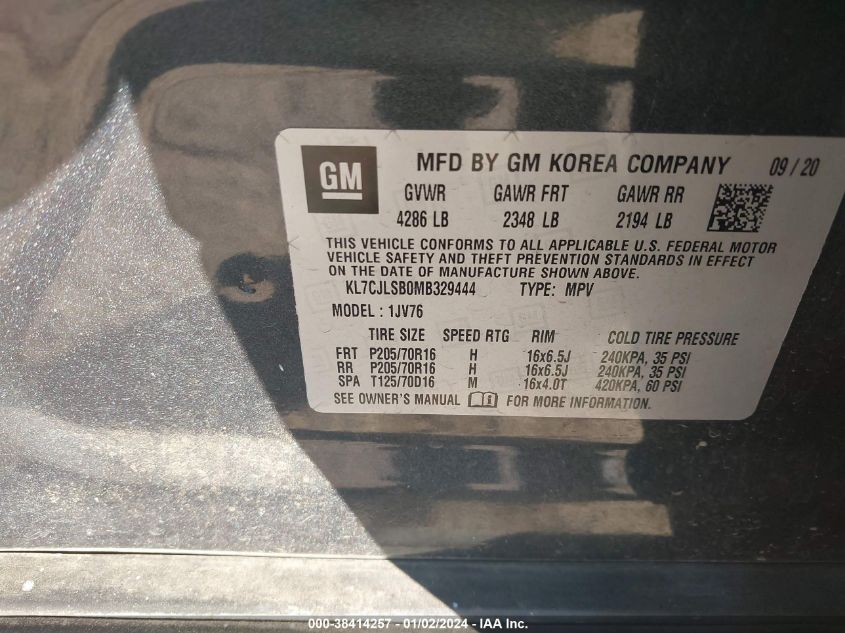 GM MFD BY GM KOREA COMPANY 09/20
GVWR GAWR FRT GAWR RR
4286 LB 2348 LB 2194 LB
THIS VEHICLE CONFORMS TO ALL APPLICABLE U.S. FEDERAL MOTOR
VEHICLE SAFETY AND THEFT PREVENTION STANDARDS IN EFFECT
ON THE DATE OF MANUFACTURE SHOWN ABOVE.
KL7CJLSB0MB329444 TYPE: MPV
MODEL : 1JV76
TIRE SIZE SPEED RTG RIM COLD TIRE PRESSURE
FRT P205/70R16 H 16x6.5J 240KPA, 35 PSI
RR P205/70R16 H 16x6.5J 240KPA, 35 PSI
SPA T125/70D16 M 16x4.0T 420KPA, 60 PSI
SEE OWNER'S MANUAL FOR MORE INFORMATION.
000-38414257 - 01/02/2024 - IAA Inc.